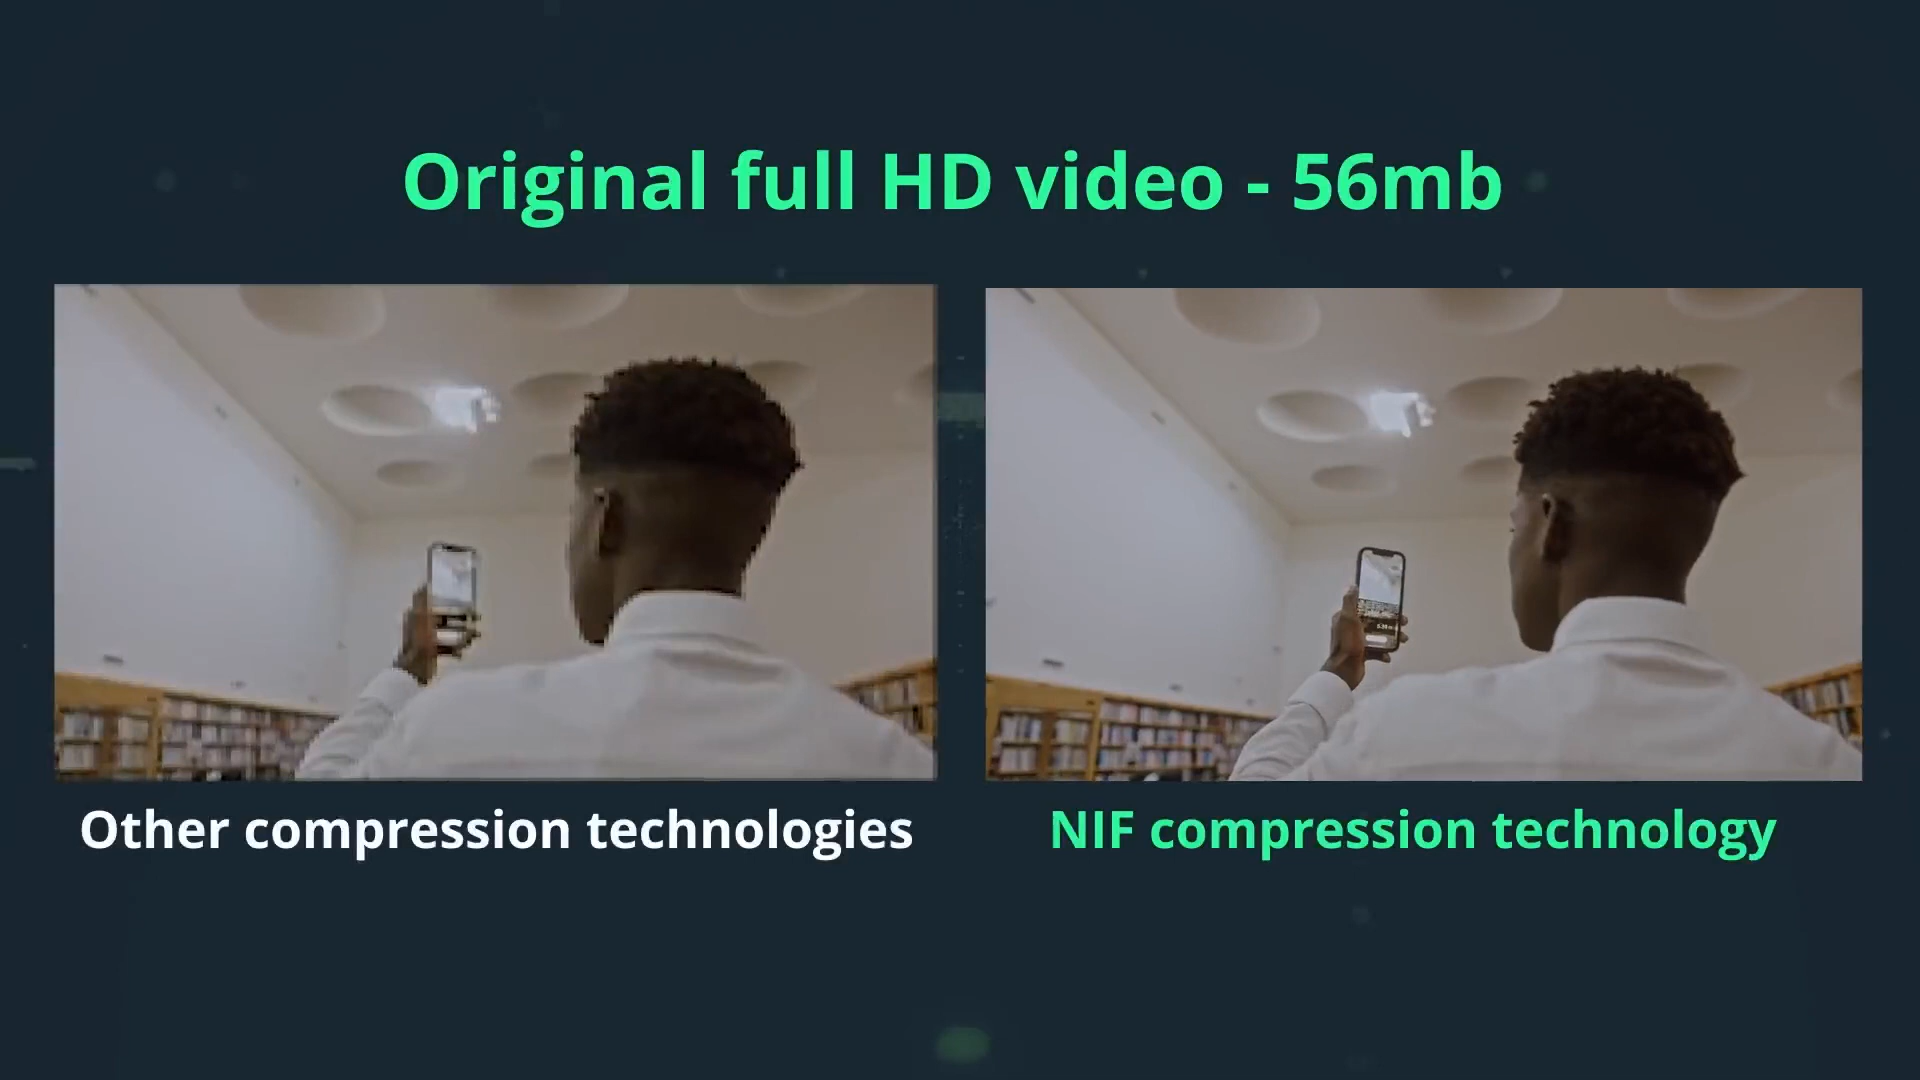 Original full HD video - 56mb
Other compression technologies
NIF compression technology